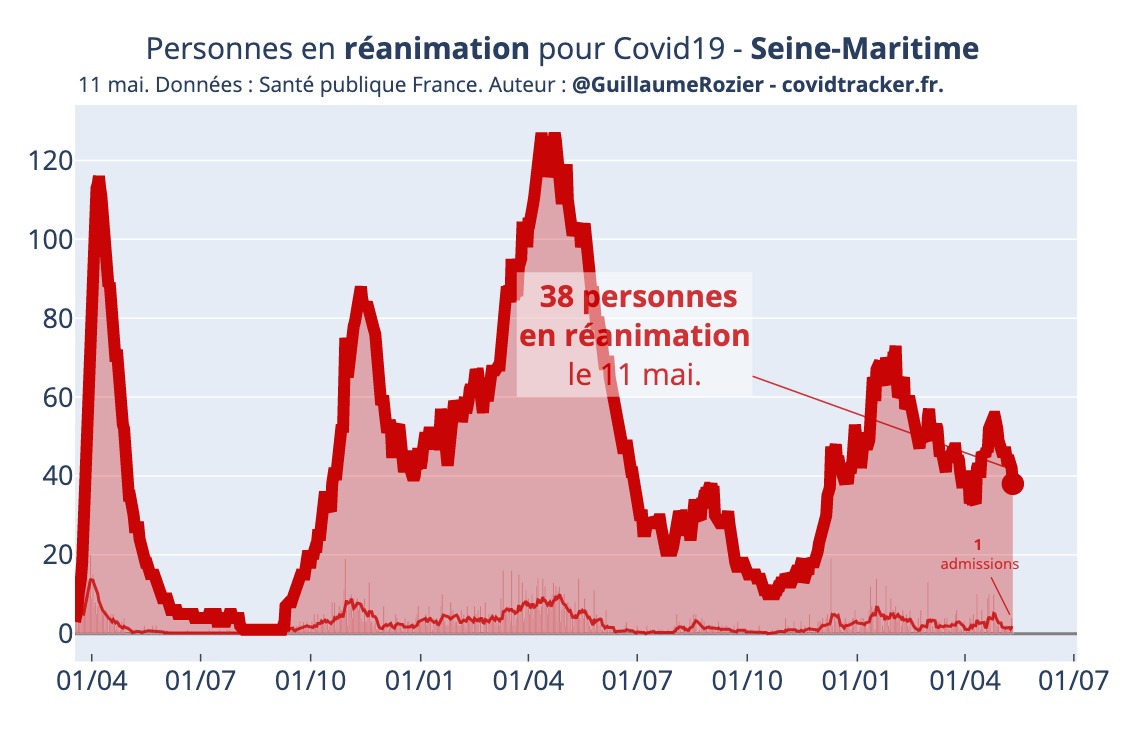 Personnes en réanimation pour Covid19 - Seine-Maritime
11 mai. Données : Santé publique France. Auteur : @GuillaumeRozier - covidtracker.fr.
120
100
80
60
40
20
0
38 personnes
en réanimation
le 11 mai.
1
admissions
01/04 01/07 01/10 01/01 01/04 01/07 01/10 01/01 01/04 01/07